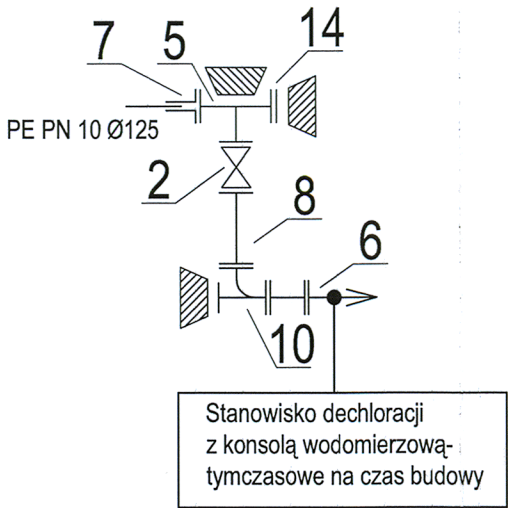 7
5
14
PE PN 10 Ø125
2
8
6
10
Stanowisko dechloracji
z konsolą wodomierzową-
tymczasowe na czas budowy